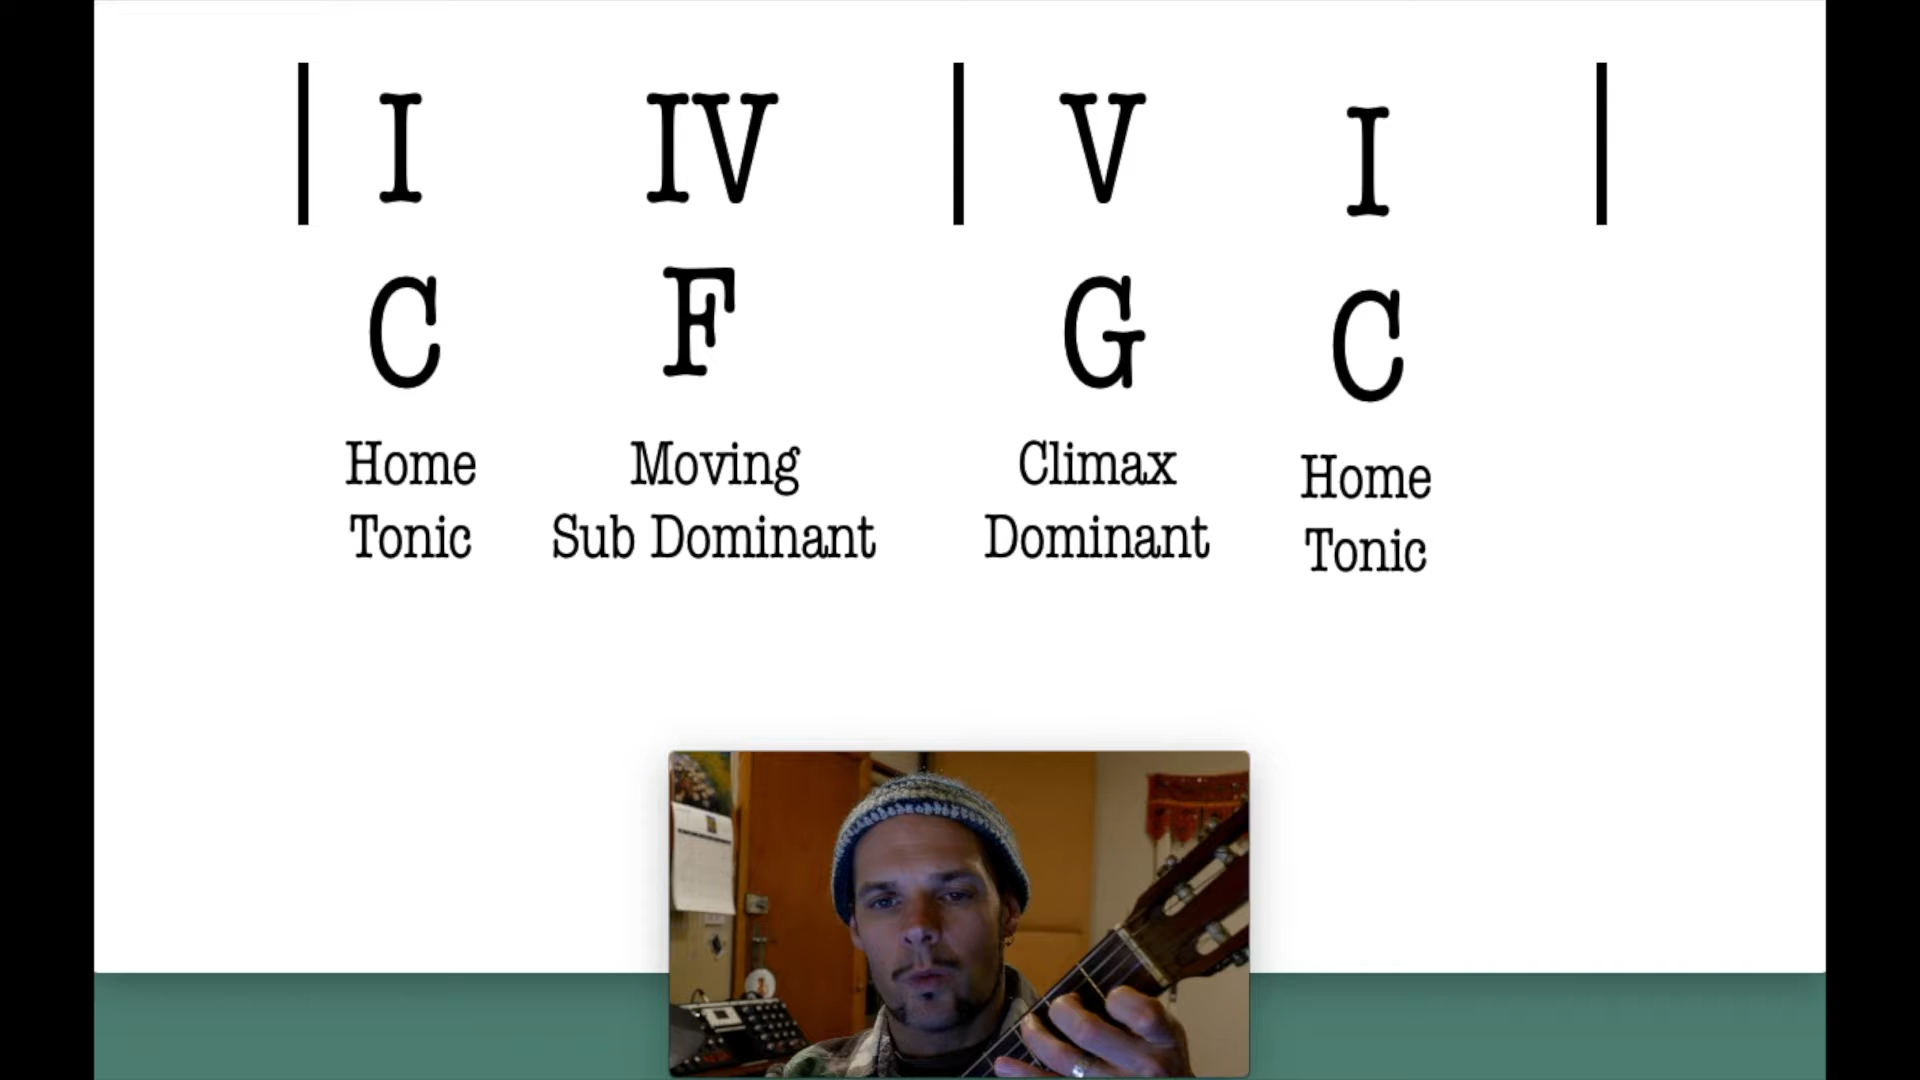 | I IV | V I |
C F G C
Home Moving Climax Home
Tonic Sub Dominant Dominant Tonic